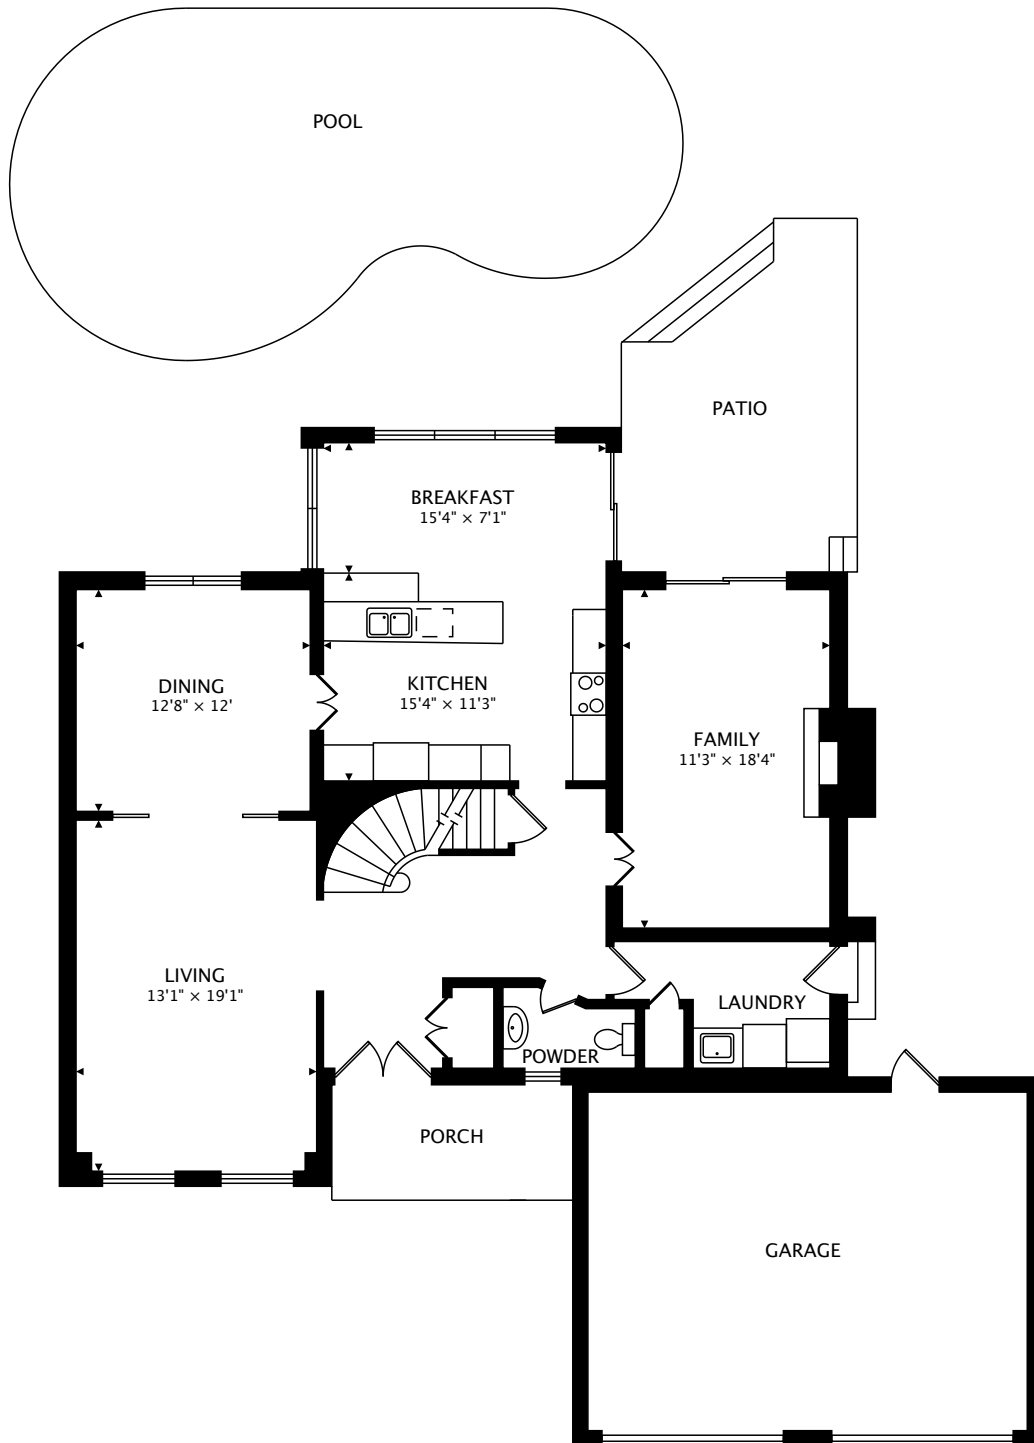 POOL
PATIO
BREAKFAST
15'4" × 7'1"
DINING
12'8" × 12'
KITCHEN
15'4" × 11'3"
FAMILY
11'3" × 18'4"
LIVING
13'1" × 19'1"
LAUNDRY
POWDER
PORCH
GARAGE